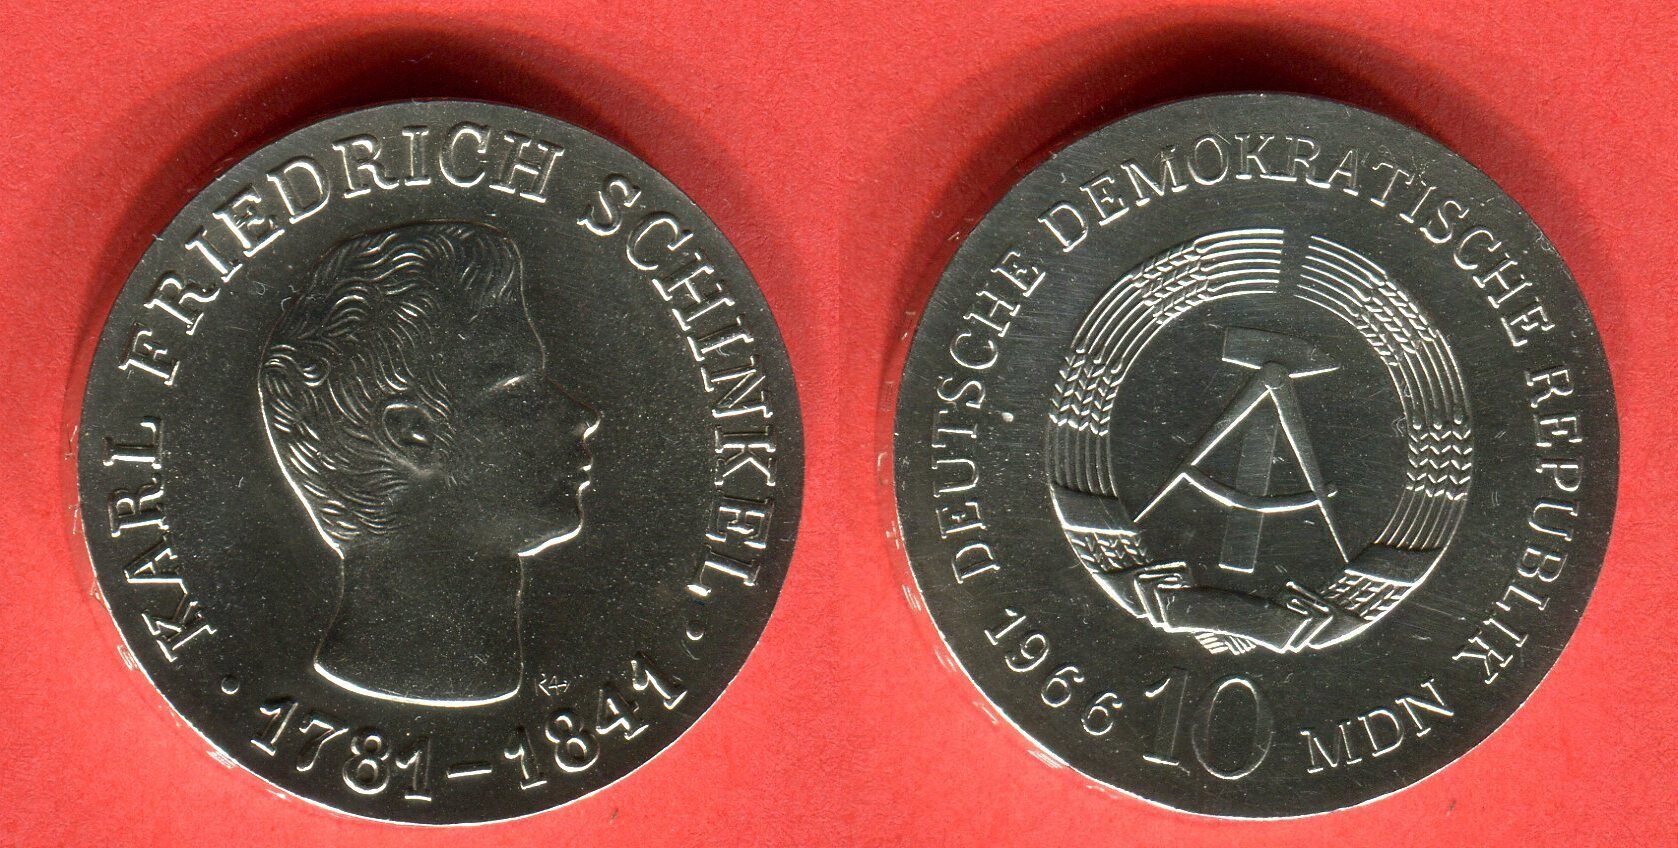 KARL FRIEDRICH SCHINKEL
· 1781–1841 ·
DEUTSCHE DEMOKRATISCHE REPUBLIK
1966 10 MDN